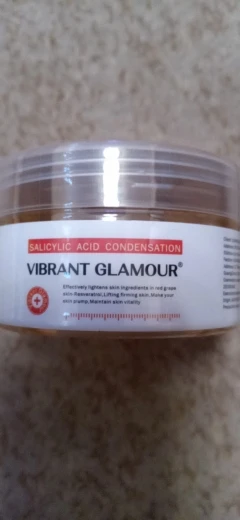 SALICYLIC ACID CONDENSATION
VIBRANT GLAMOUR®
Effectively lightens skin ingredients in red grape
skin-Resveratrol,Lifting firming skin,Make your
skin plump,Maintain skin vitality